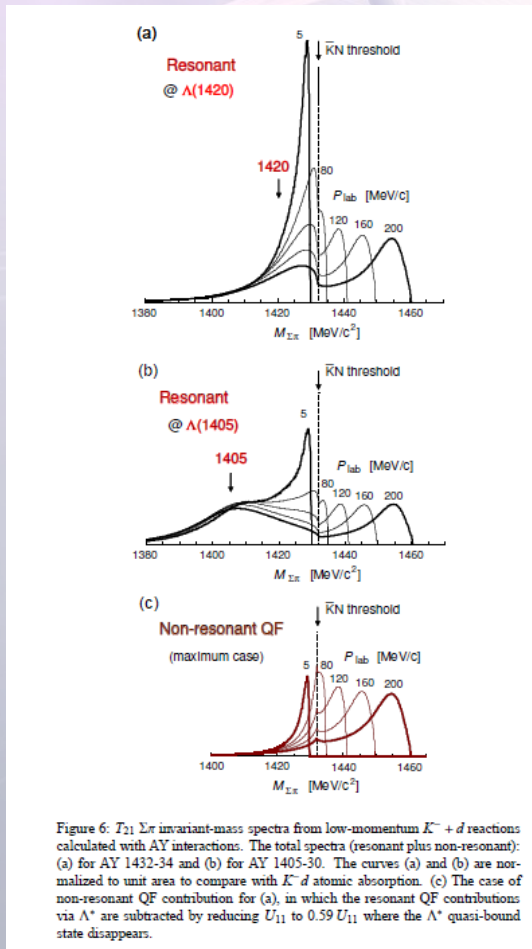 (a)
5
K̅N threshold
Resonant
@ Λ(1420)
1420
80
P lab [MeV/c]
120 160 200
1380 1400 1420 1440 1460
MΣπ [MeV/c²]
(b)
K̅N threshold
Resonant
@ Λ(1405)
5
1405
P lab [MeV/c]
80
120 160 200
1380 1400 1420 1440 1460
MΣπ [MeV/c²]
(c)
K̅N threshold
Non-resonant QF
(maximum case)
P lab [MeV/c]
5 80
120 160 200
1400 1420 1440 1460
MΣπ [MeV/c²]
Figure 6: T₂₁ Σπ invariant-mass spectra from low-momentum K⁻ + d reactions
calculated with AY interactions. The total spectra (resonant plus non-resonant):
(a) for AY 1432-34 and (b) for AY 1405-30. The curves (a) and (b) are nor-
malized to unit area to compare with K⁻d atomic absorption. (c) The case of
non-resonant QF contribution for (a), in which the resonant QF contributions
via Λ* are subtracted by reducing U₁₁ to 0.59 U₁₁ where the Λ* quasi-bound
state disappears.